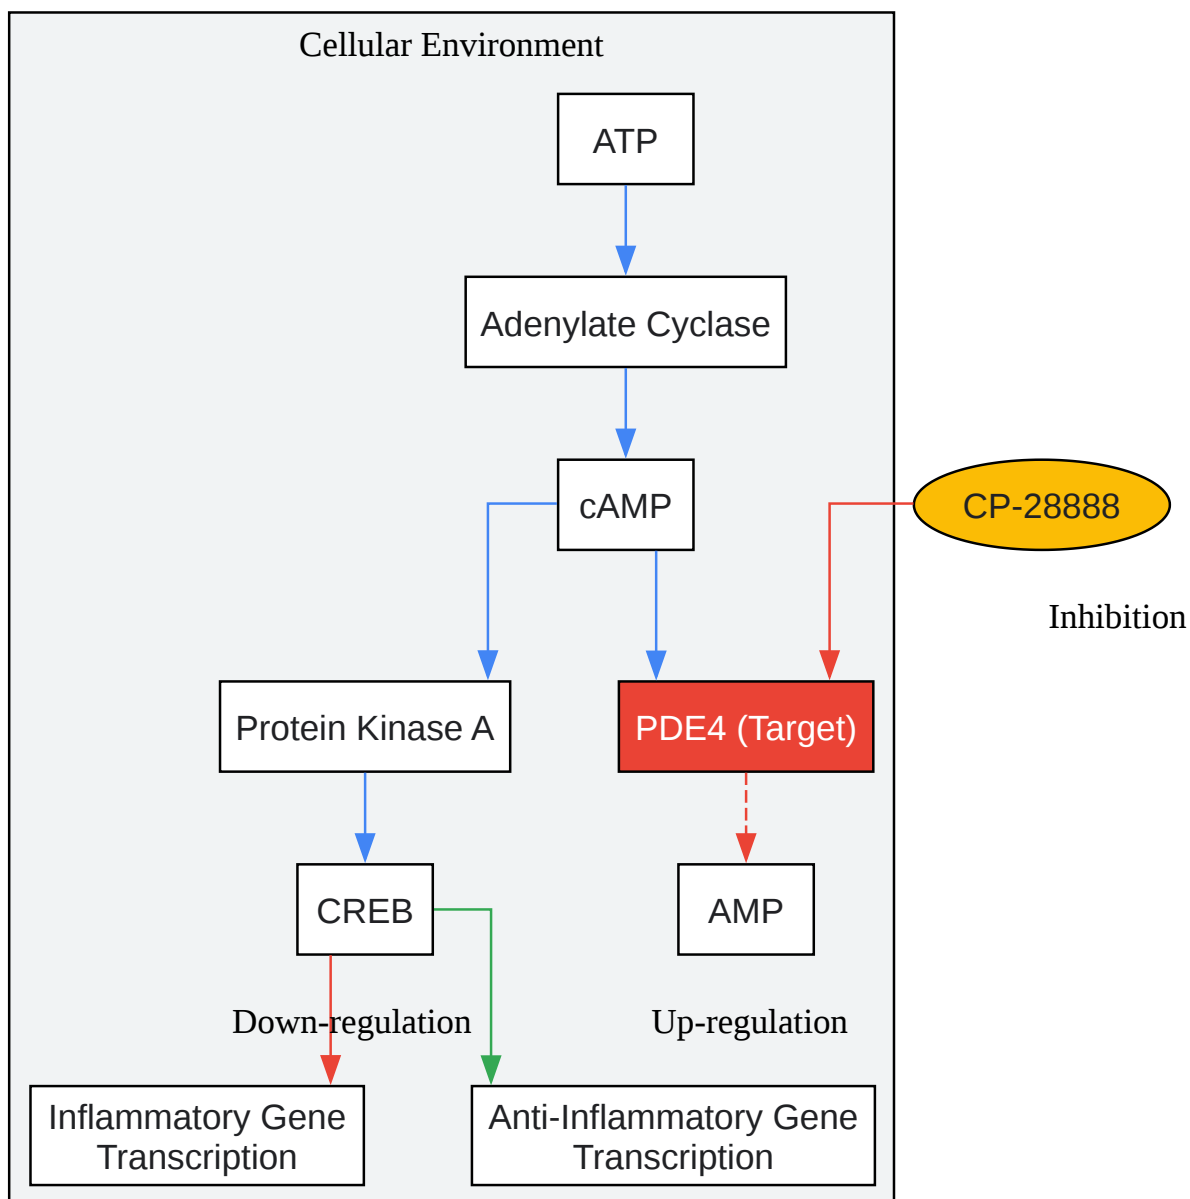 Cellular Environment
ATP
Adenylate Cyclase
cAMP
CP-28888
Inhibition
Protein Kinase A
PDE4 (Target)
CREB
AMP
Down-regulation
Up-regulation
Inflammatory Gene
Transcription
Anti-Inflammatory Gene
Transcription